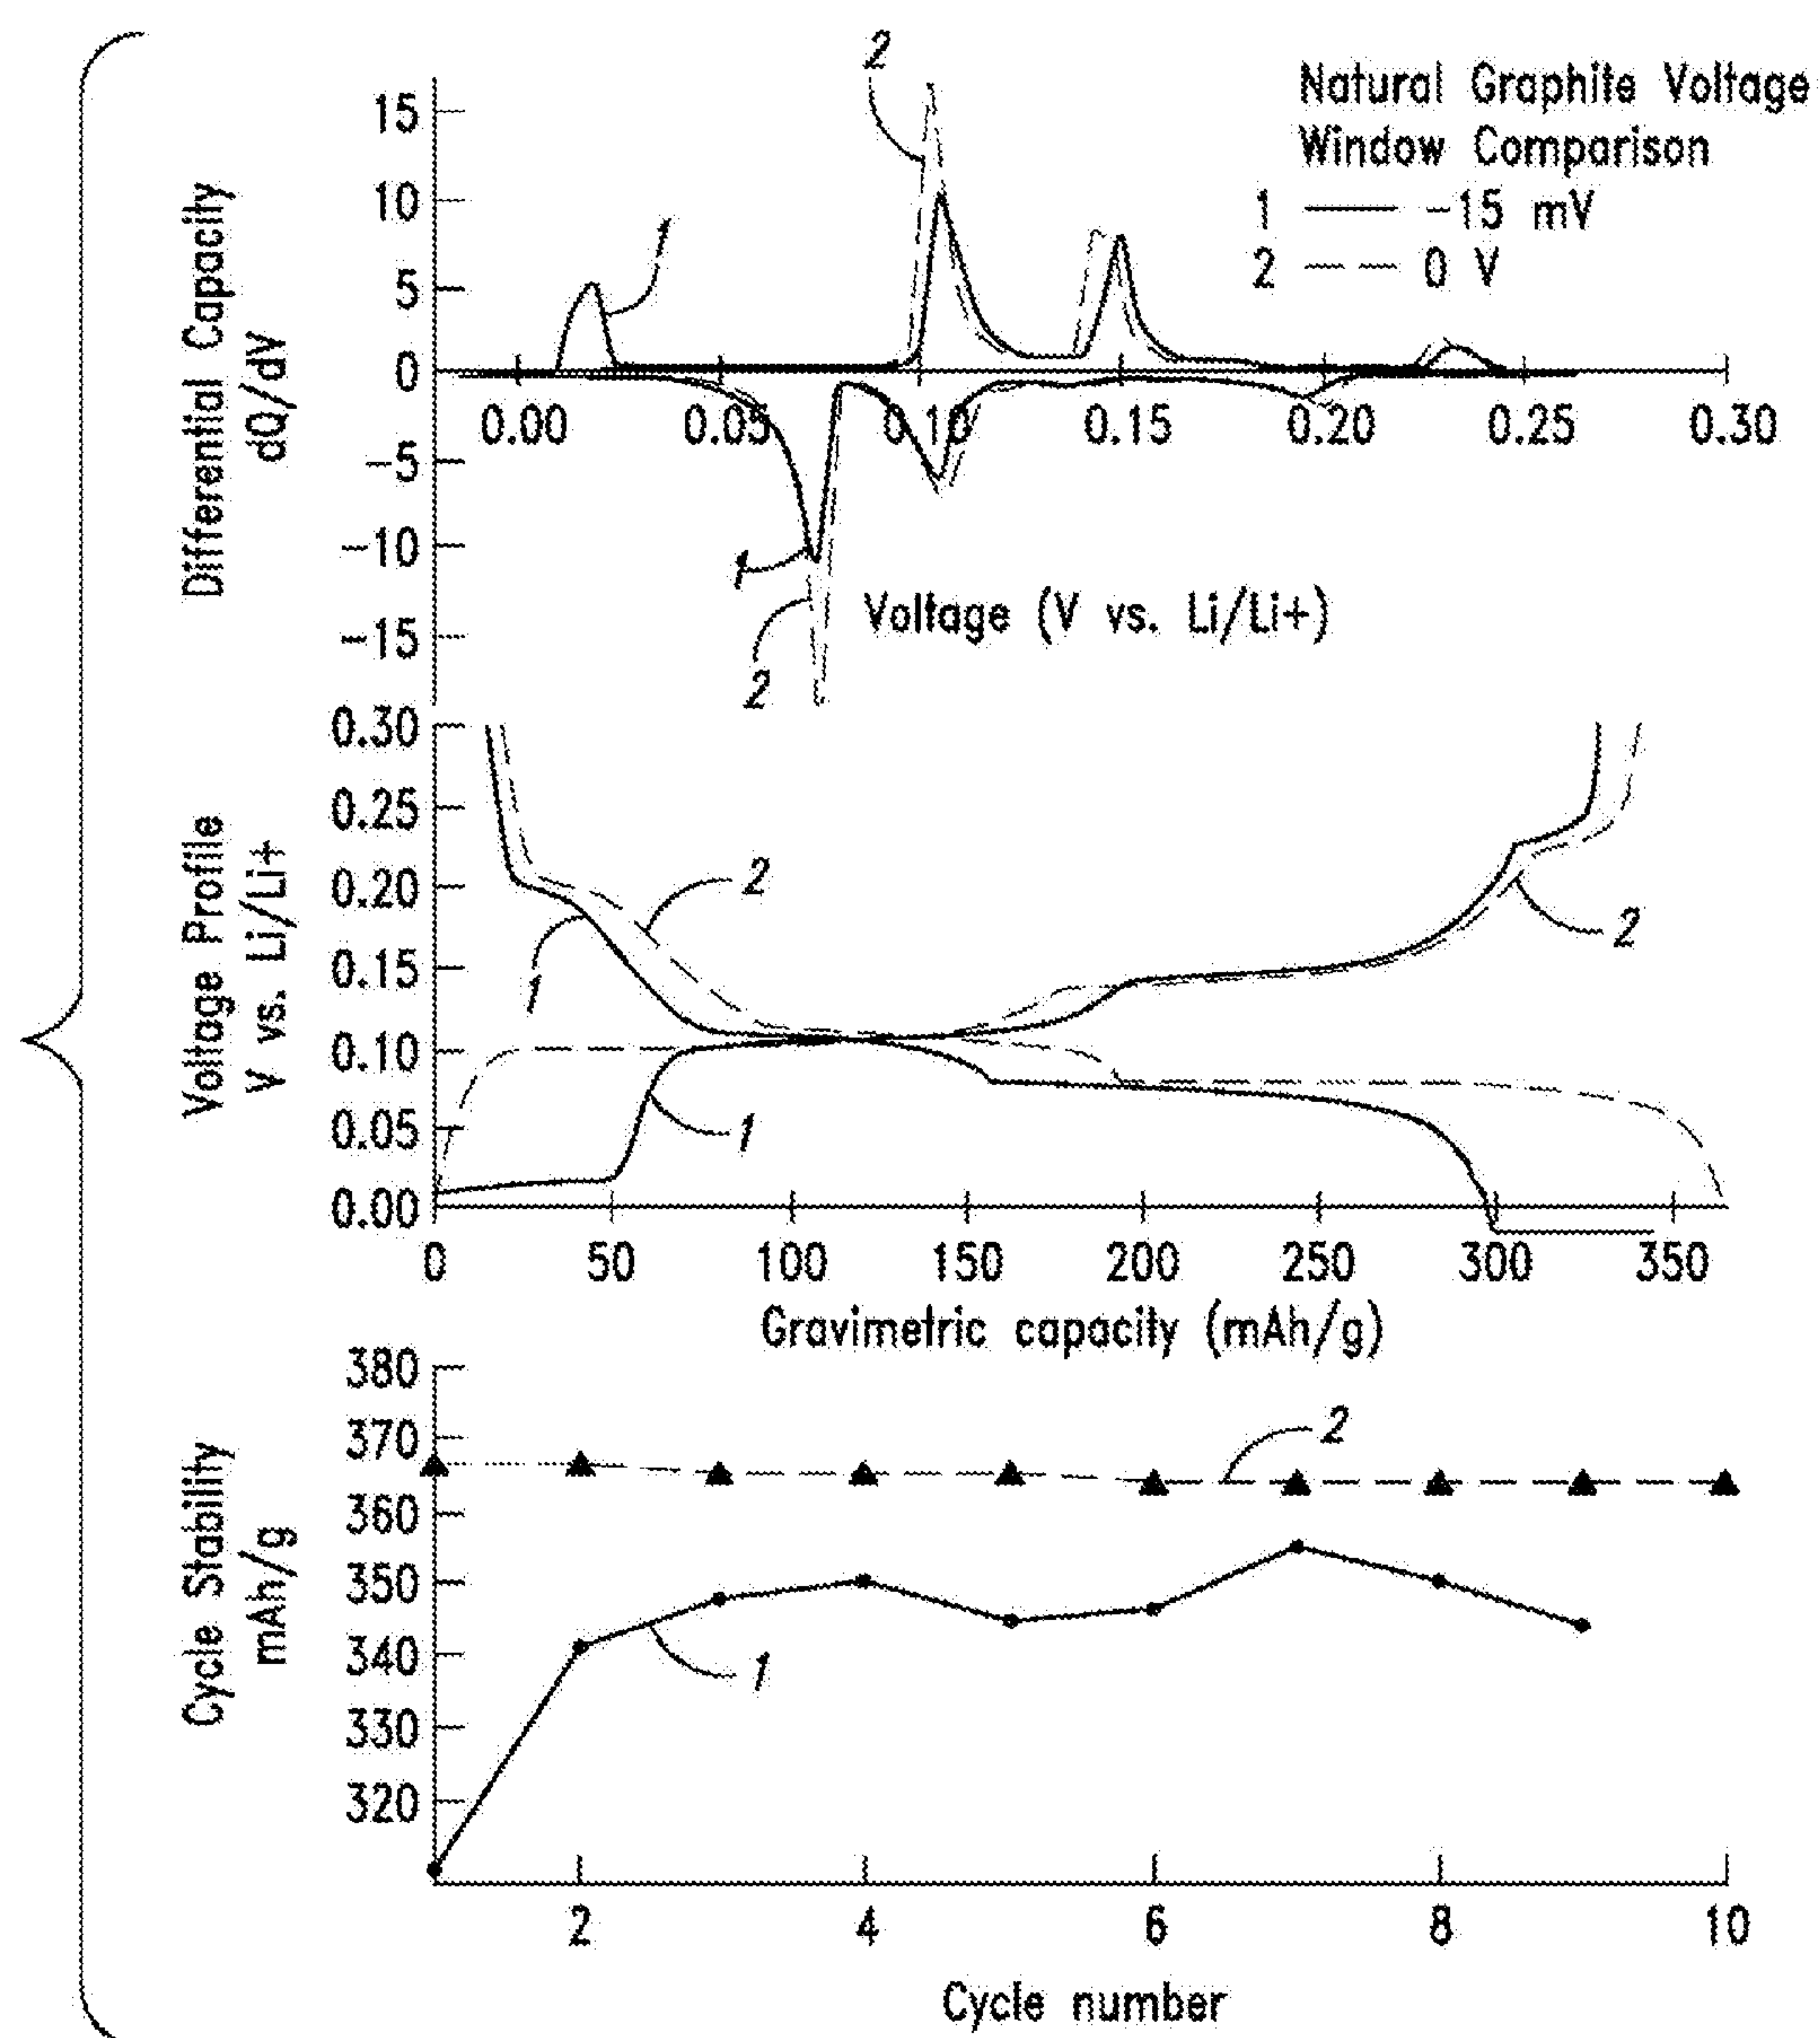 2
Natural Graphite Voltage
Window Comparison
1 -15 mV
2 0 V
Differential Capacity
dQ/dV
15
10
5
0
-5
-10
-15
0.00 0.05 0.10 0.15 0.20 0.25 0.30
1
1
2
Voltage (V vs. Li/Li+)
Voltage Profile
V vs. Li/Li+
0.30
0.25
0.20
0.15
0.10
0.05
0.00
2
1
2
1
0 50 100 150 200 250 300 350
Gravimetric capacity (mAh/g)
Cycle Stability
mAh/g
380
370
360
350
340
330
320
2
1
2 4 6 8 10
Cycle number